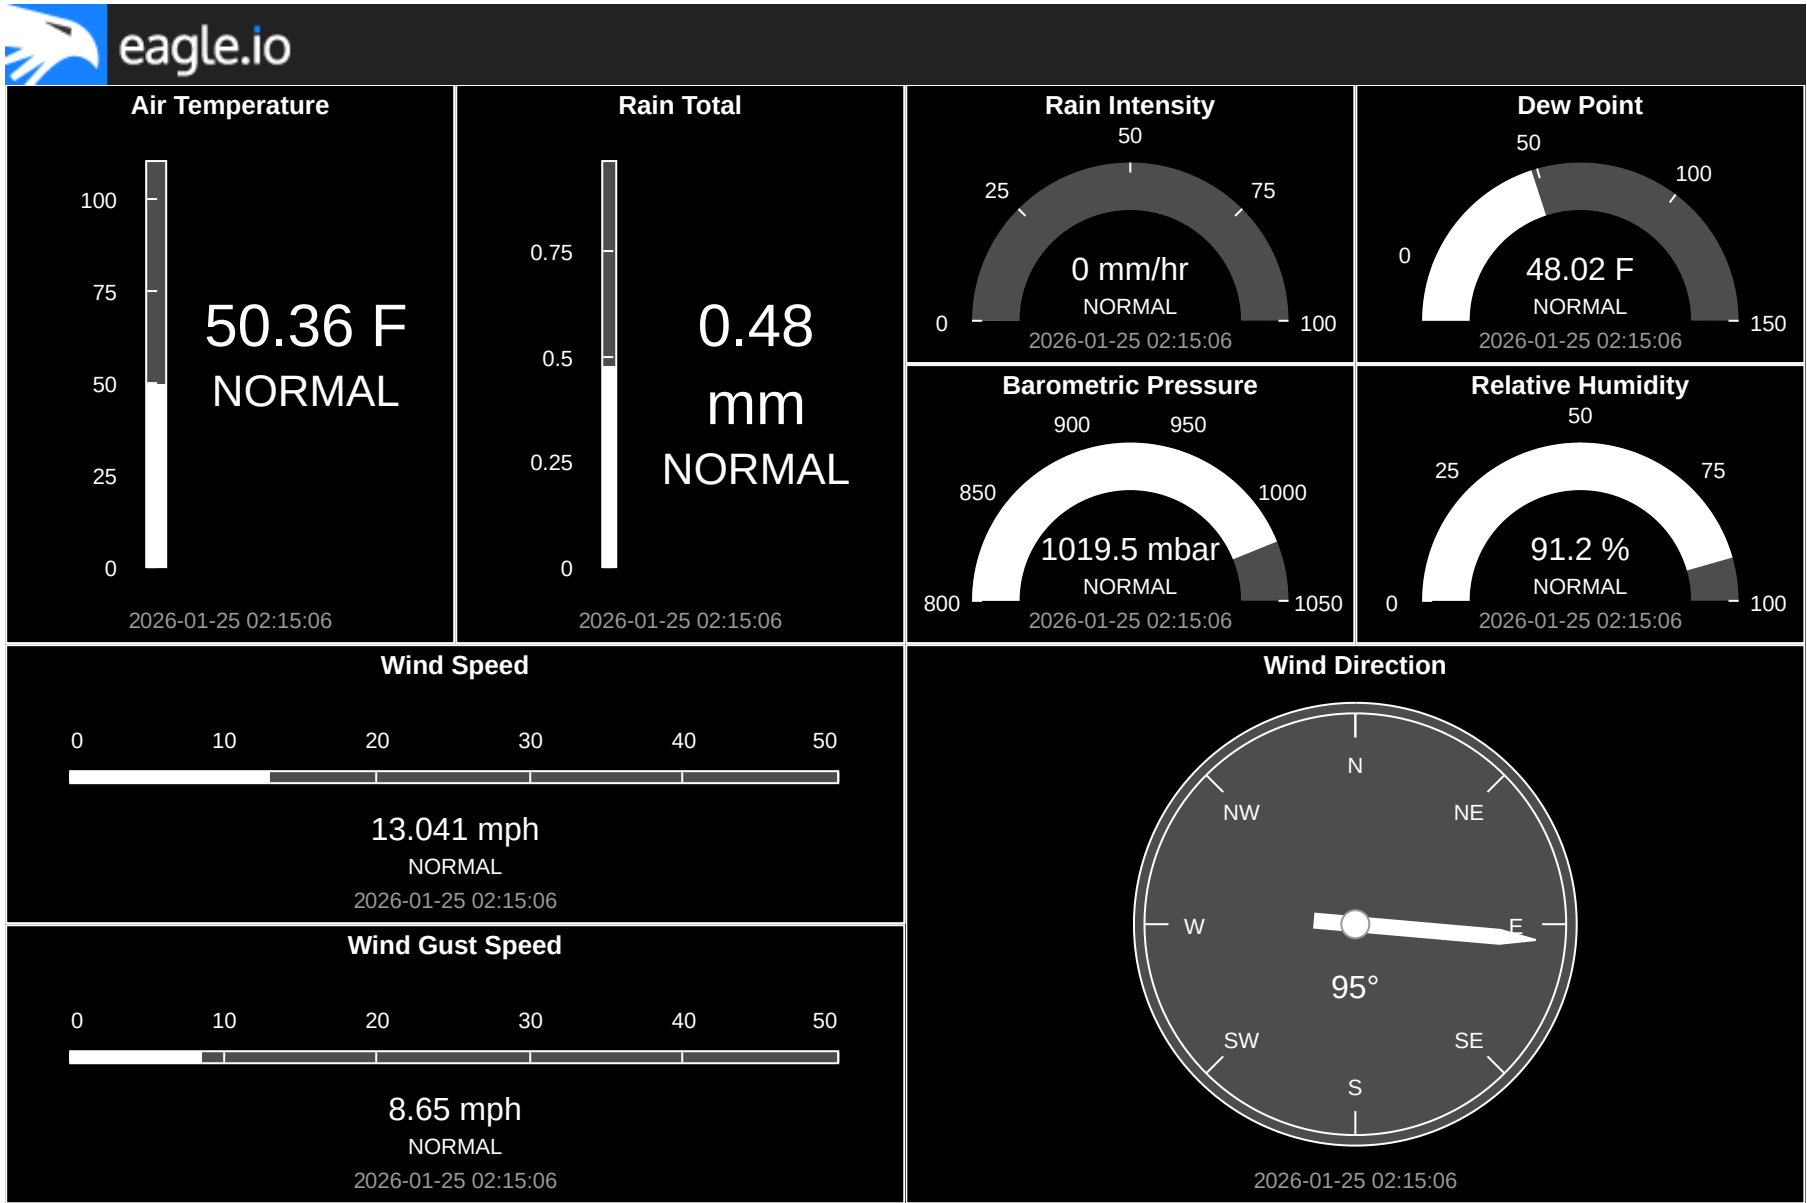 eagle.io
Air Temperature
100
75
50
25
0
50.36 F
NORMAL
2026-01-25 02:15:06
Rain Total
0.75
0.5
0.25
0
0.48
mm
NORMAL
2026-01-25 02:15:06
Rain Intensity
0
25
50
75
100
0 mm/hr
NORMAL
2026-01-25 02:15:06
Dew Point
0
50
100
150
48.02 F
NORMAL
2026-01-25 02:15:06
Barometric Pressure
800
850
900
950
1000
1050
1019.5 mbar
NORMAL
2026-01-25 02:15:06
Relative Humidity
0
25
50
75
100
91.2 %
NORMAL
2026-01-25 02:15:06
Wind Speed
0 10 20 30 40 50
13.041 mph
NORMAL
2026-01-25 02:15:06
Wind Gust Speed
0 10 20 30 40 50
8.65 mph
NORMAL
2026-01-25 02:15:06
Wind Direction
N
NW NE
W E
95°
SW SE
S
2026-01-25 02:15:06